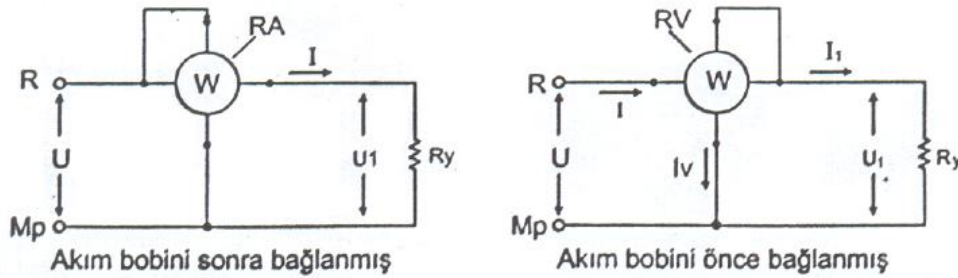 RA
I
R
W
U
U1
Ry
Mp
Akım bobini sonra bağlanmış
RV
I1
R
W
I
U
Iv
U1
Ry
Mp
Akım bobini önce bağlanmış